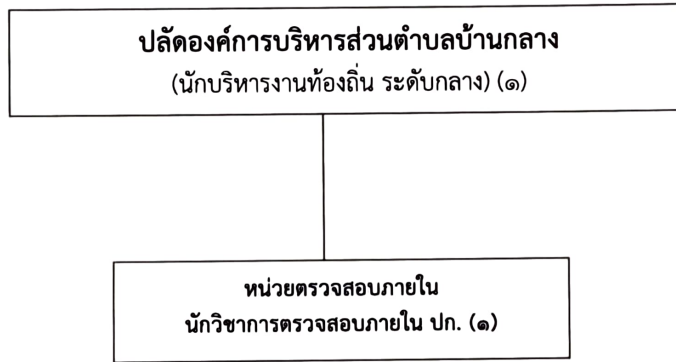 ปลัดองค์การบริหารส่วนตำบลบ้านกลาง
(นักบริหารงานท้องถิ่น ระดับกลาง) (๑)
หน่วยตรวจสอบภายใน
นักวิชาการตรวจสอบภายใน ปก. (๑)